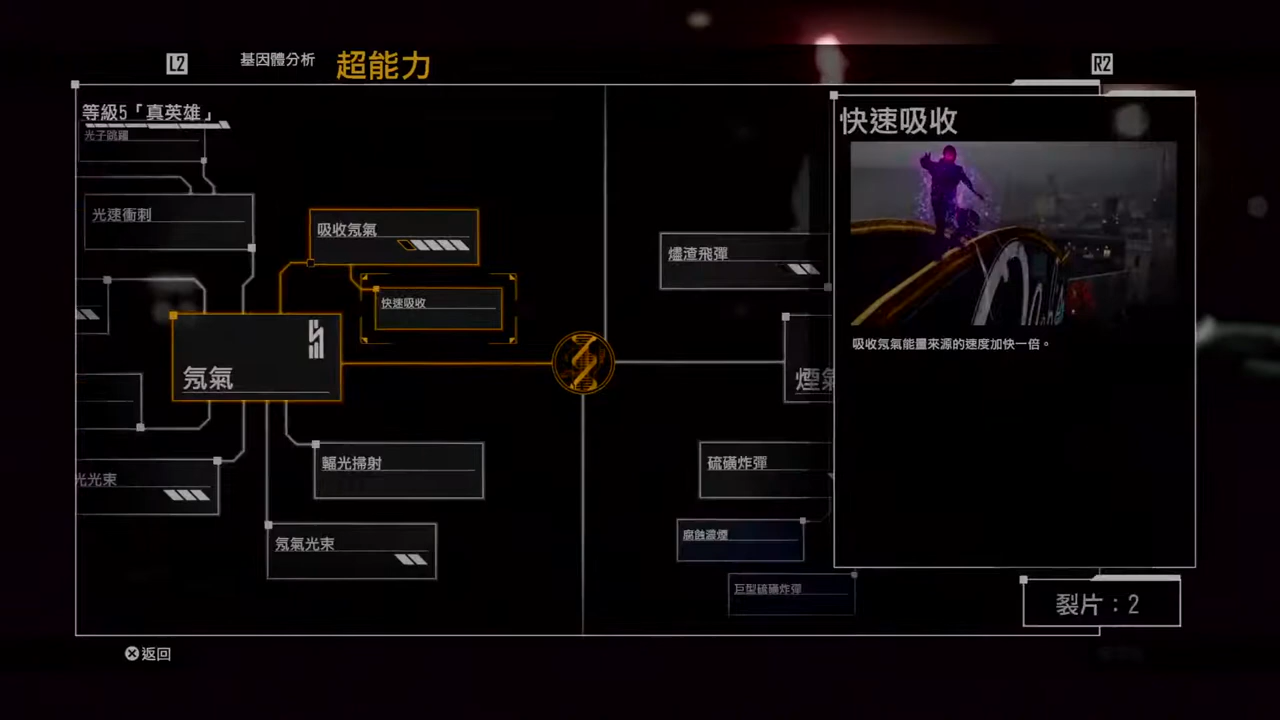 L2
基因體分析
超能力
R2
等級5「真英雄」
光子跳躍
光速衝刺
吸收氖氣
快速吸收
氖氣
光光束
輻光掃射
氖氣光束
燼渣飛彈
煙氣
硫磺炸彈
腐蝕濃煙
巨型硫磺炸彈
快速吸收
吸收氖氣能量來源的速度加快一倍。
裂片：2
返回